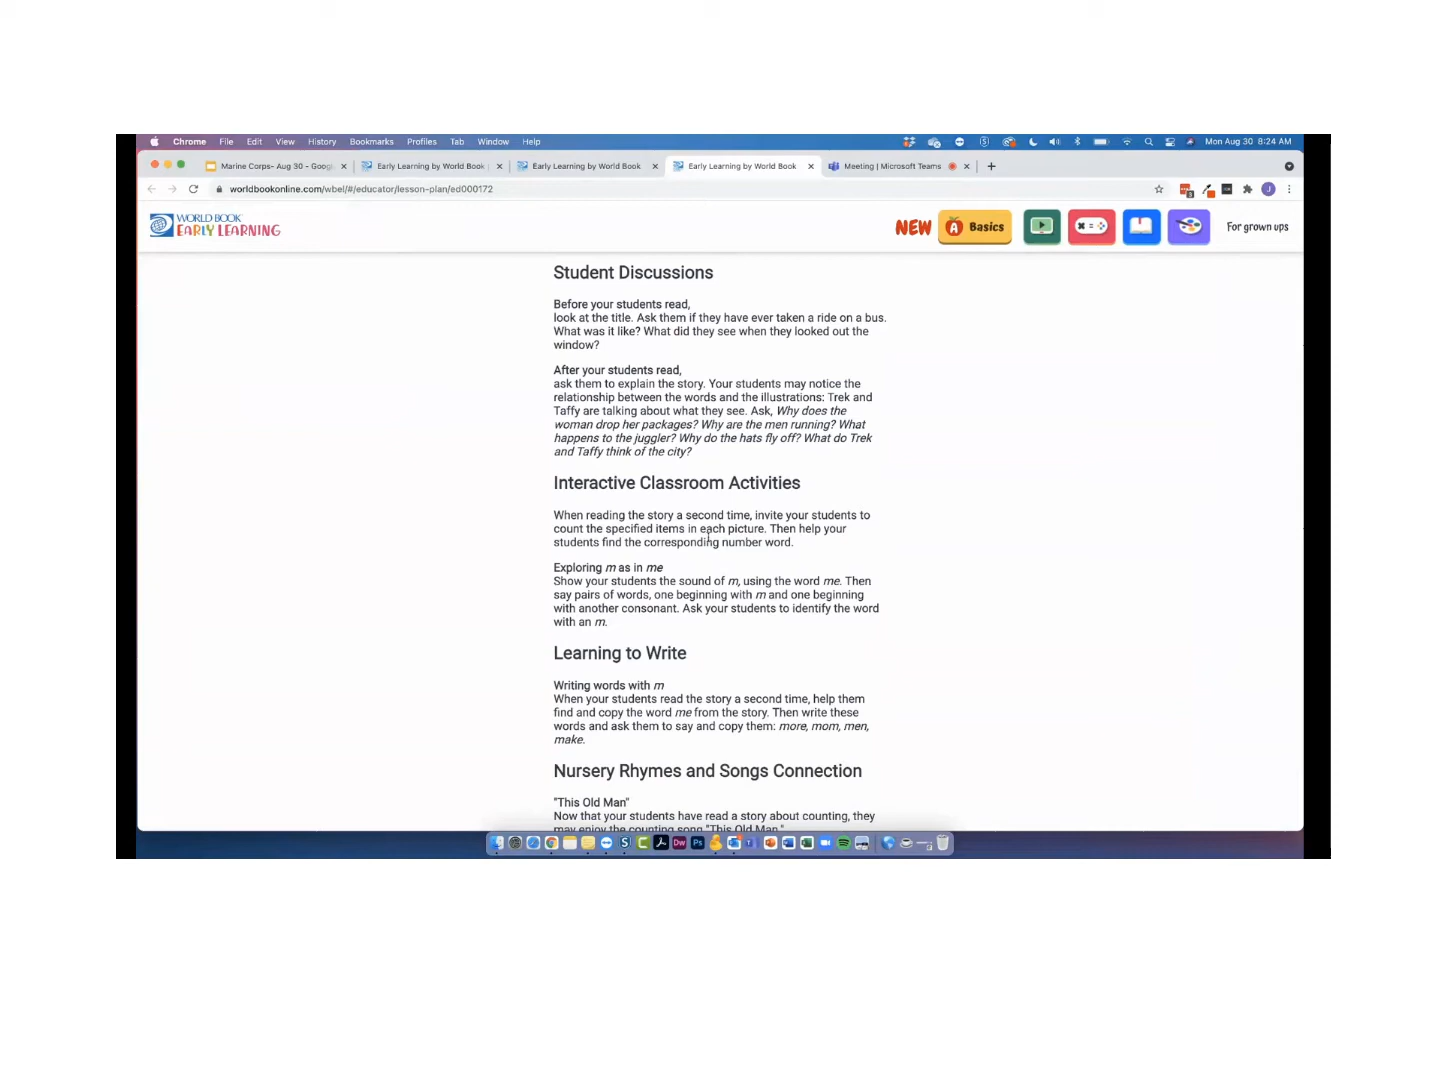 Chrome File Edit View History Bookmarks Profiles Tab Window Help Mon Aug 30 8:24 AM
Marine Corps- Aug 30 - Goog Early Learning by World Book Early Learning by World Book Early Learning by World Book Meeting | Microsoft Teams
worldbookonline.com/wbel/#/educator/lesson-plan/ed000172
WORLD BOOK
EARLY LEARNING
NEW A Basics For grown ups
Student Discussions
Before your students read,
look at the title. Ask them if they have ever taken a ride on a bus.
What was it like? What did they see when they looked out the
window?
After your students read,
ask them to explain the story. Your students may notice the
relationship between the words and the illustrations: Trek and
Taffy are talking about what they see. Ask, Why does the
woman drop her packages? Why are the men running? What
happens to the juggler? Why do the hats fly off? What do Trek
and Taffy think of the city?
Interactive Classroom Activities
When reading the story a second time, invite your students to
count the specified items in each picture. Then help your
students find the corresponding number word.
Exploring m as in me
Show your students the sound of m, using the word me. Then
say pairs of words, one beginning with m and one beginning
with another consonant. Ask your students to identify the word
with an m.
Learning to Write
Writing words with m
When your students read the story a second time, help them
find and copy the word me from the story. Then write these
words and ask them to say and copy them: more, mom, men,
make.
Nursery Rhymes and Songs Connection
"This Old Man"
Now that your students have read a story about counting, they
may enjoy the counting song "This Old Man."
Dw Ps